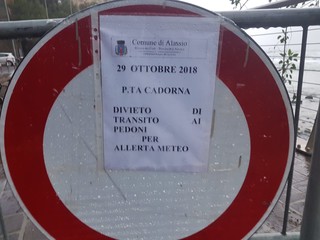 Comune di Alassio
29 OTTOBRE 2018
P.TA CADORNA
DIVIETO DI
TRANSITO AI
PEDONI
PER
ALLERTA METEO